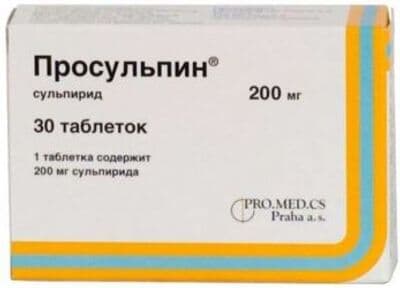 Просульпин®
сульпирид
200 мг
30 таблеток
1 таблетка содержит
200 мг сульпирида
PRO.MED.CS
Praha a. s.